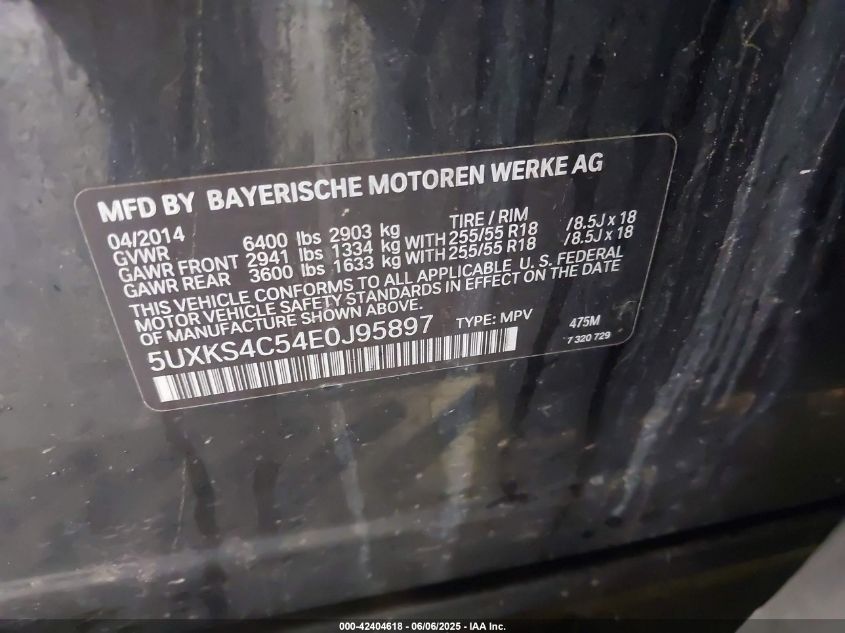 MFD BY BAYERISCHE MOTOREN WERKE AG
04/2014 TIRE / RIM
GVWR 6400 lbs 2903 kg
GAWR FRONT 2941 lbs 1334 kg WITH 255/55 R18 /8.5J x 18
GAWR REAR 3600 lbs 1633 kg WITH 255/55 R18 /8.5J x 18
THIS VEHICLE CONFORMS TO ALL APPLICABLE U. S. FEDERAL
MOTOR VEHICLE SAFETY STANDARDS IN EFFECT ON THE DATE
OF MANUFACTURE SHOWN ABOVE.
5UXKS4C54E0J95897 TYPE: MPV 475M
7 320 729
000-42404618 - 06/06/2025 - IAA Inc.